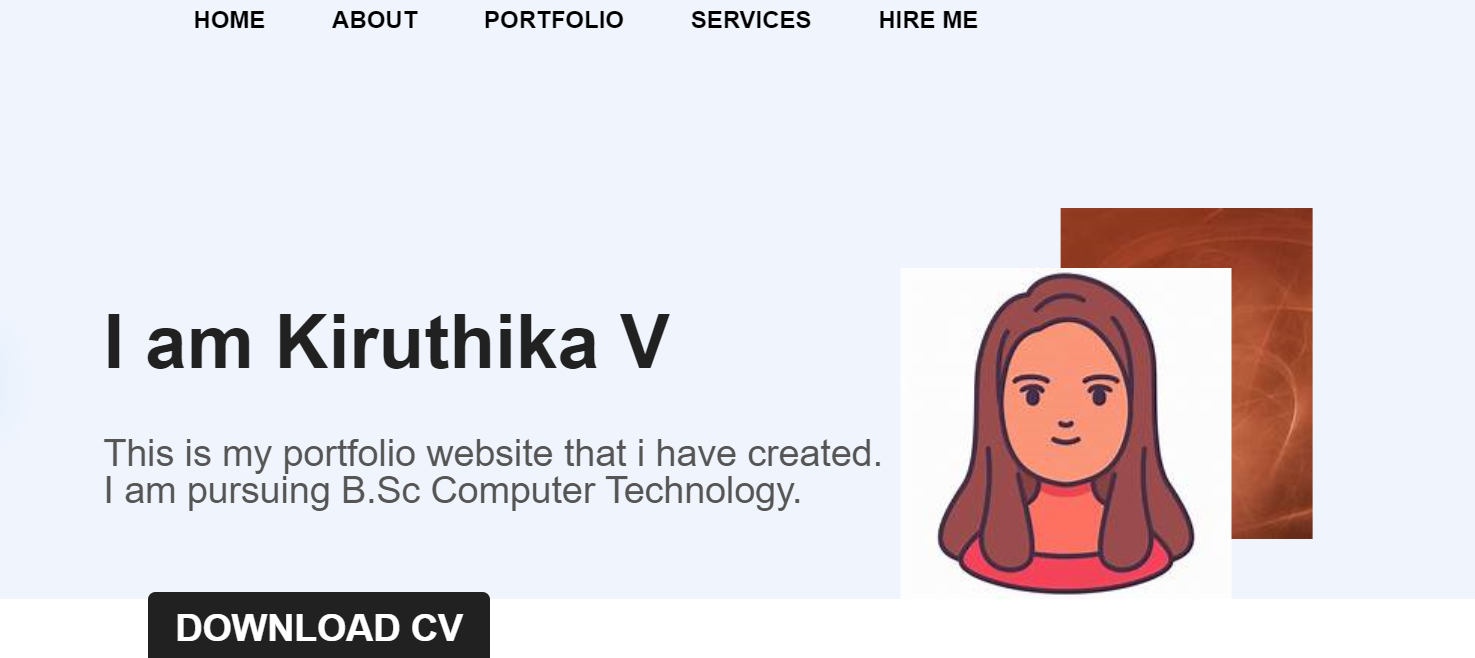 HOME ABOUT PORTFOLIO SERVICES HIRE ME
I am Kiruthika V
This is my portfolio website that i have created.
I am pursuing B.Sc Computer Technology.
DOWNLOAD CV